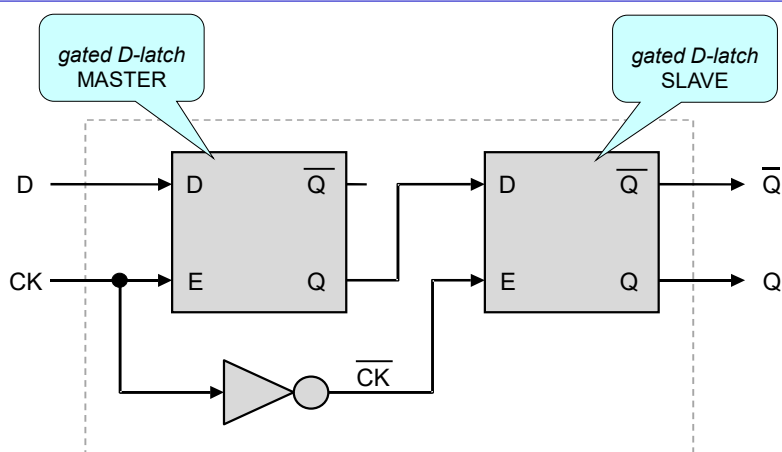 gated D-latch
MASTER
gated D-latch
SLAVE
D
D
Q̅
D
Q̅
Q̅
CK
E
Q
E
Q
Q
C̅K̅